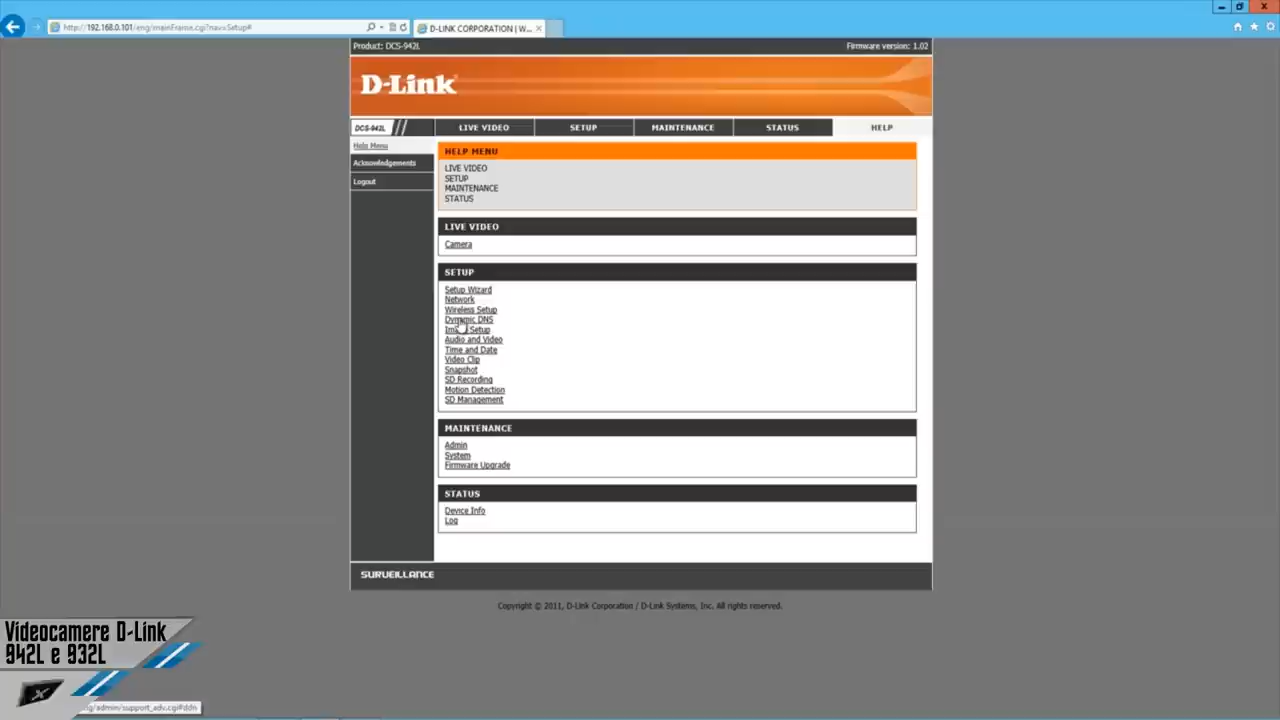 http://192.168.0.101/eng/mainFrame.cgi?nav=Setup#
D-LINK CORPORATION | W...
Product: DCS-942L
Firmware version: 1.02
D-Link
DCS-942L
LIVE VIDEO
SETUP
MAINTENANCE
STATUS
HELP
Help Menu
Acknowledgements
Logout
HELP MENU
LIVE VIDEO
SETUP
MAINTENANCE
STATUS
LIVE VIDEO
Camera
SETUP
Setup Wizard
Network
Wireless Setup
Dynamic DNS
Setup
Audio and Video
Time and Date
Video Clip
Snapshot
SD Recording
Motion Detection
SD Management
MAINTENANCE
Admin
System
Firmware Upgrade
STATUS
Device Info
Log
SURVEILLANCE
Copyright © 2011, D-Link Corporation / D-Link Systems, Inc. All rights reserved.
Videocamere D-Link
942L e 932L
X